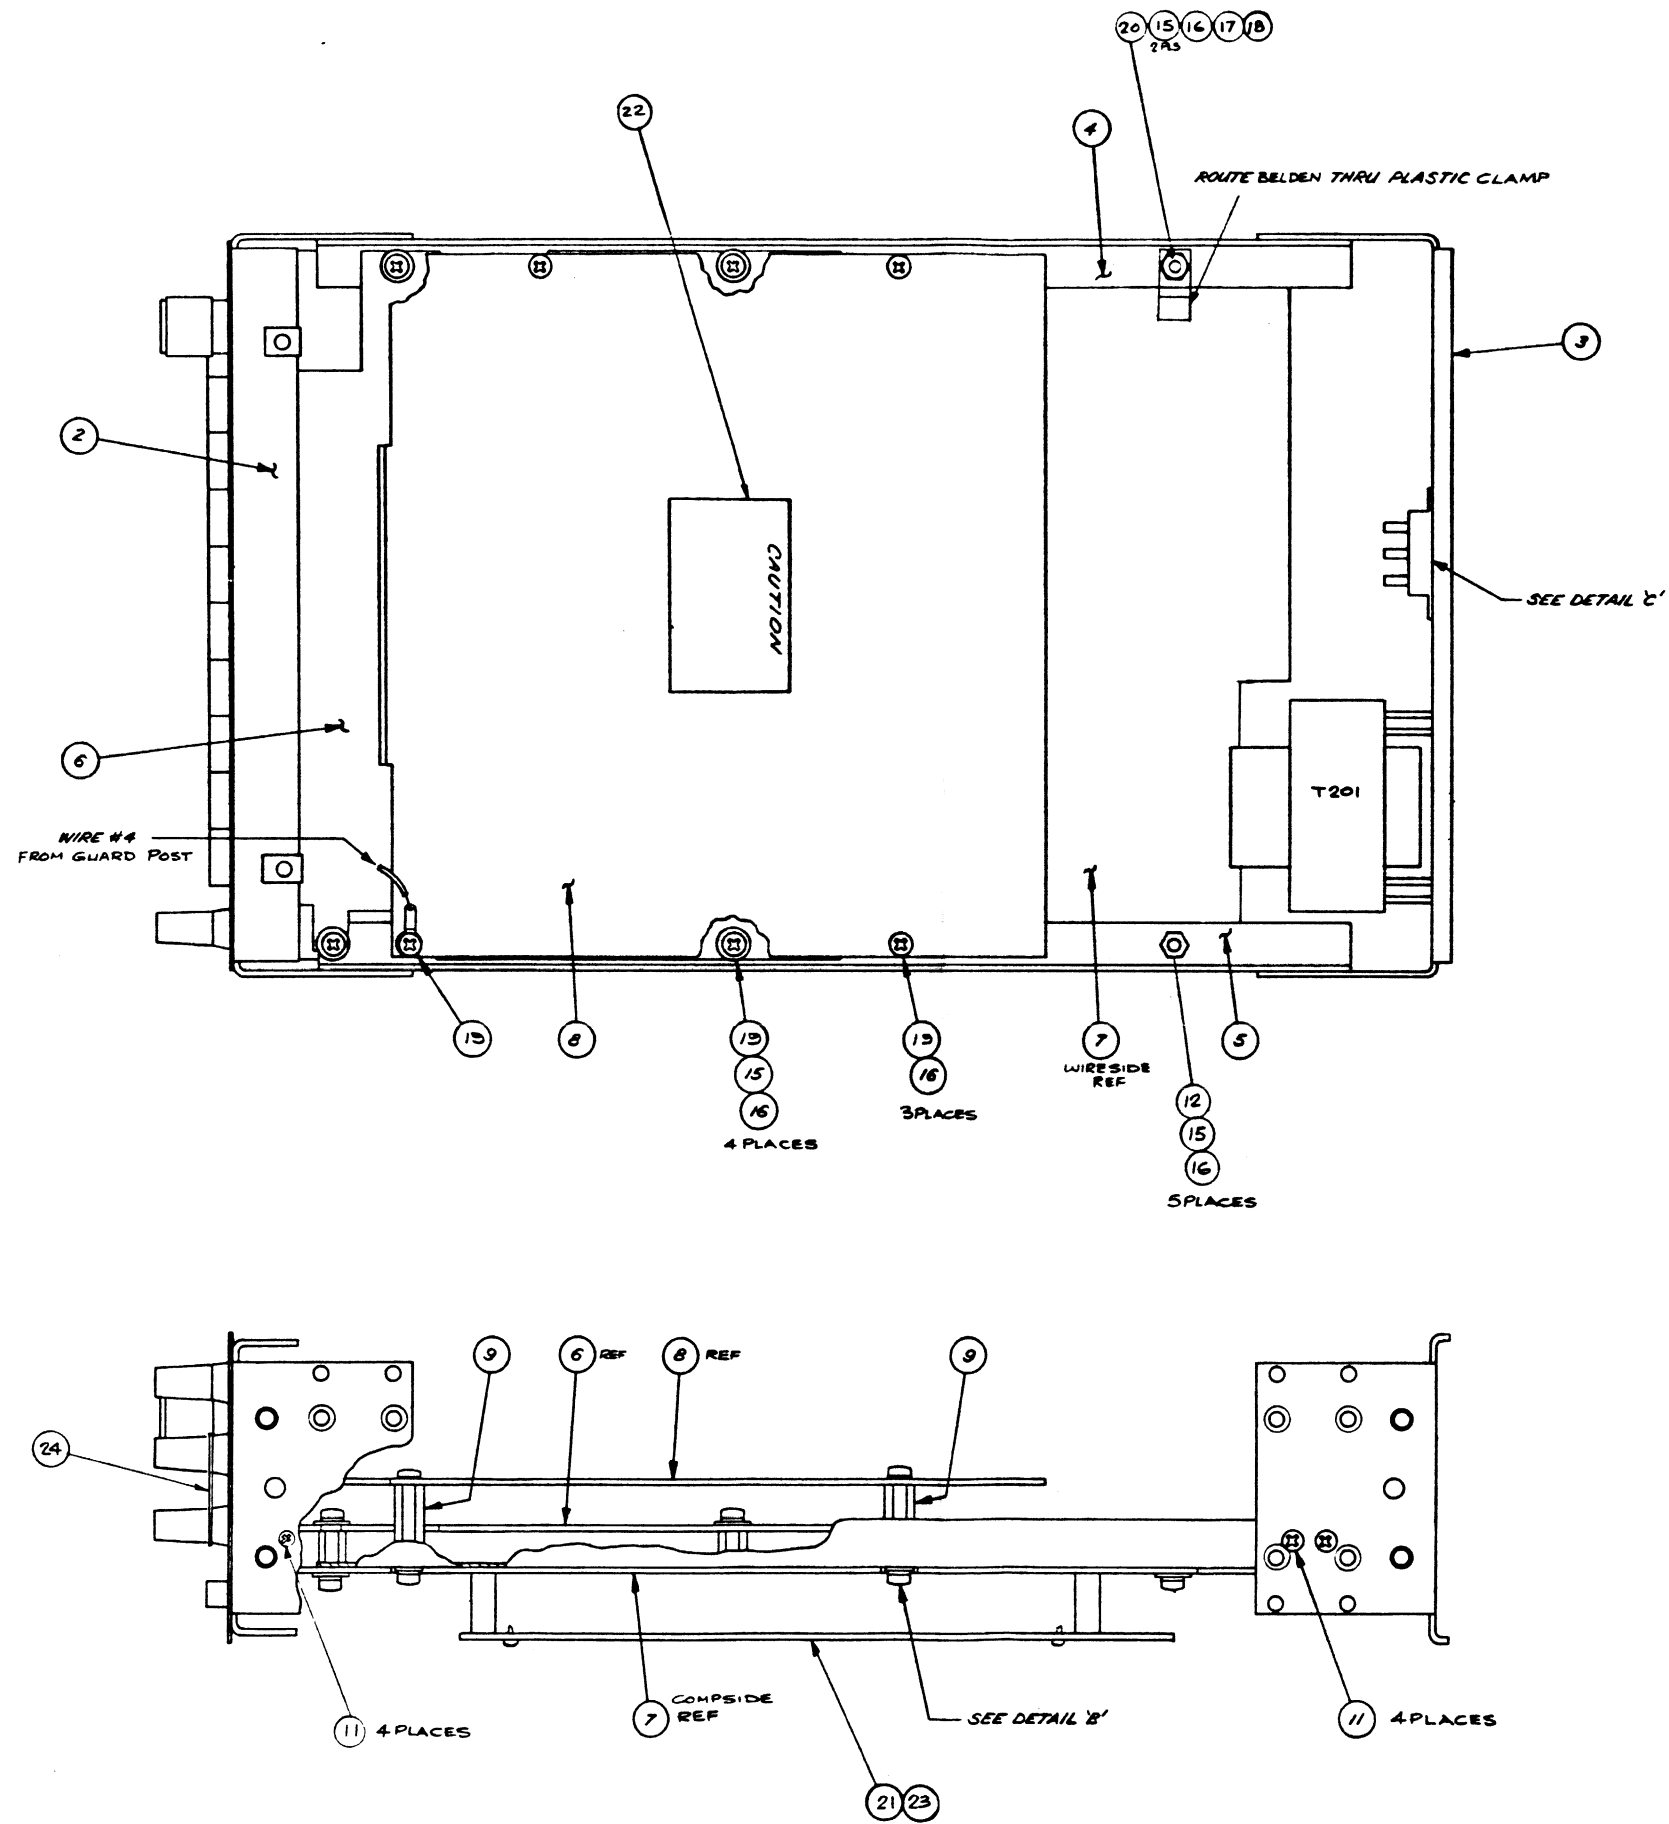 20 15 16 17 18
2 PLS
22
4
ROUTE BELDEN THRU PLASTIC CLAMP
3
2
CAUTION
SEE DETAIL 'C'
6
T201
WIRE #4
FROM GUARD POST
13
8
13
15
16
4 PLACES
13
16
3 PLACES
7
WIRESIDE
REF
5
12
15
16
5 PLACES
9
6 REF
8 REF
9
24
11 4 PLACES
7 COMPSIDE
REF
SEE DETAIL 'B'
11 4 PLACES
21 23